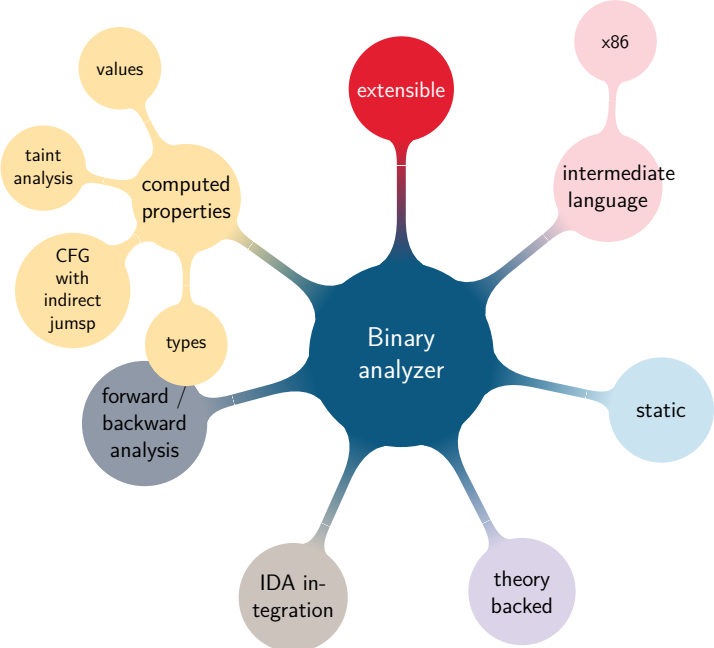 values
extensible
x86
taint
analysis
computed
properties
intermediate
language
CFG
with
indirect
jumsp
types
Binary
analyzer
forward /
backward
analysis
static
IDA in-
tegration
theory
backed